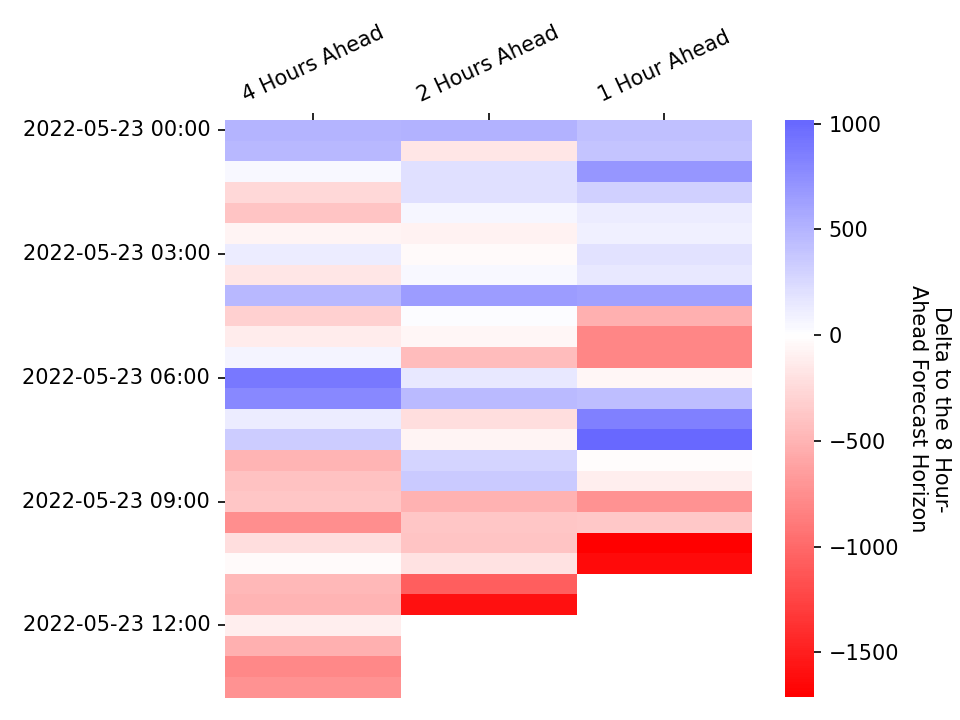 4 Hours Ahead
2 Hours Ahead
1 Hour Ahead
2022-05-23 00:00
2022-05-23 03:00
2022-05-23 06:00
2022-05-23 09:00
2022-05-23 12:00
1000
500
0
−500
−1000
−1500
Delta to the 8 Hour-
Ahead Forecast Horizon